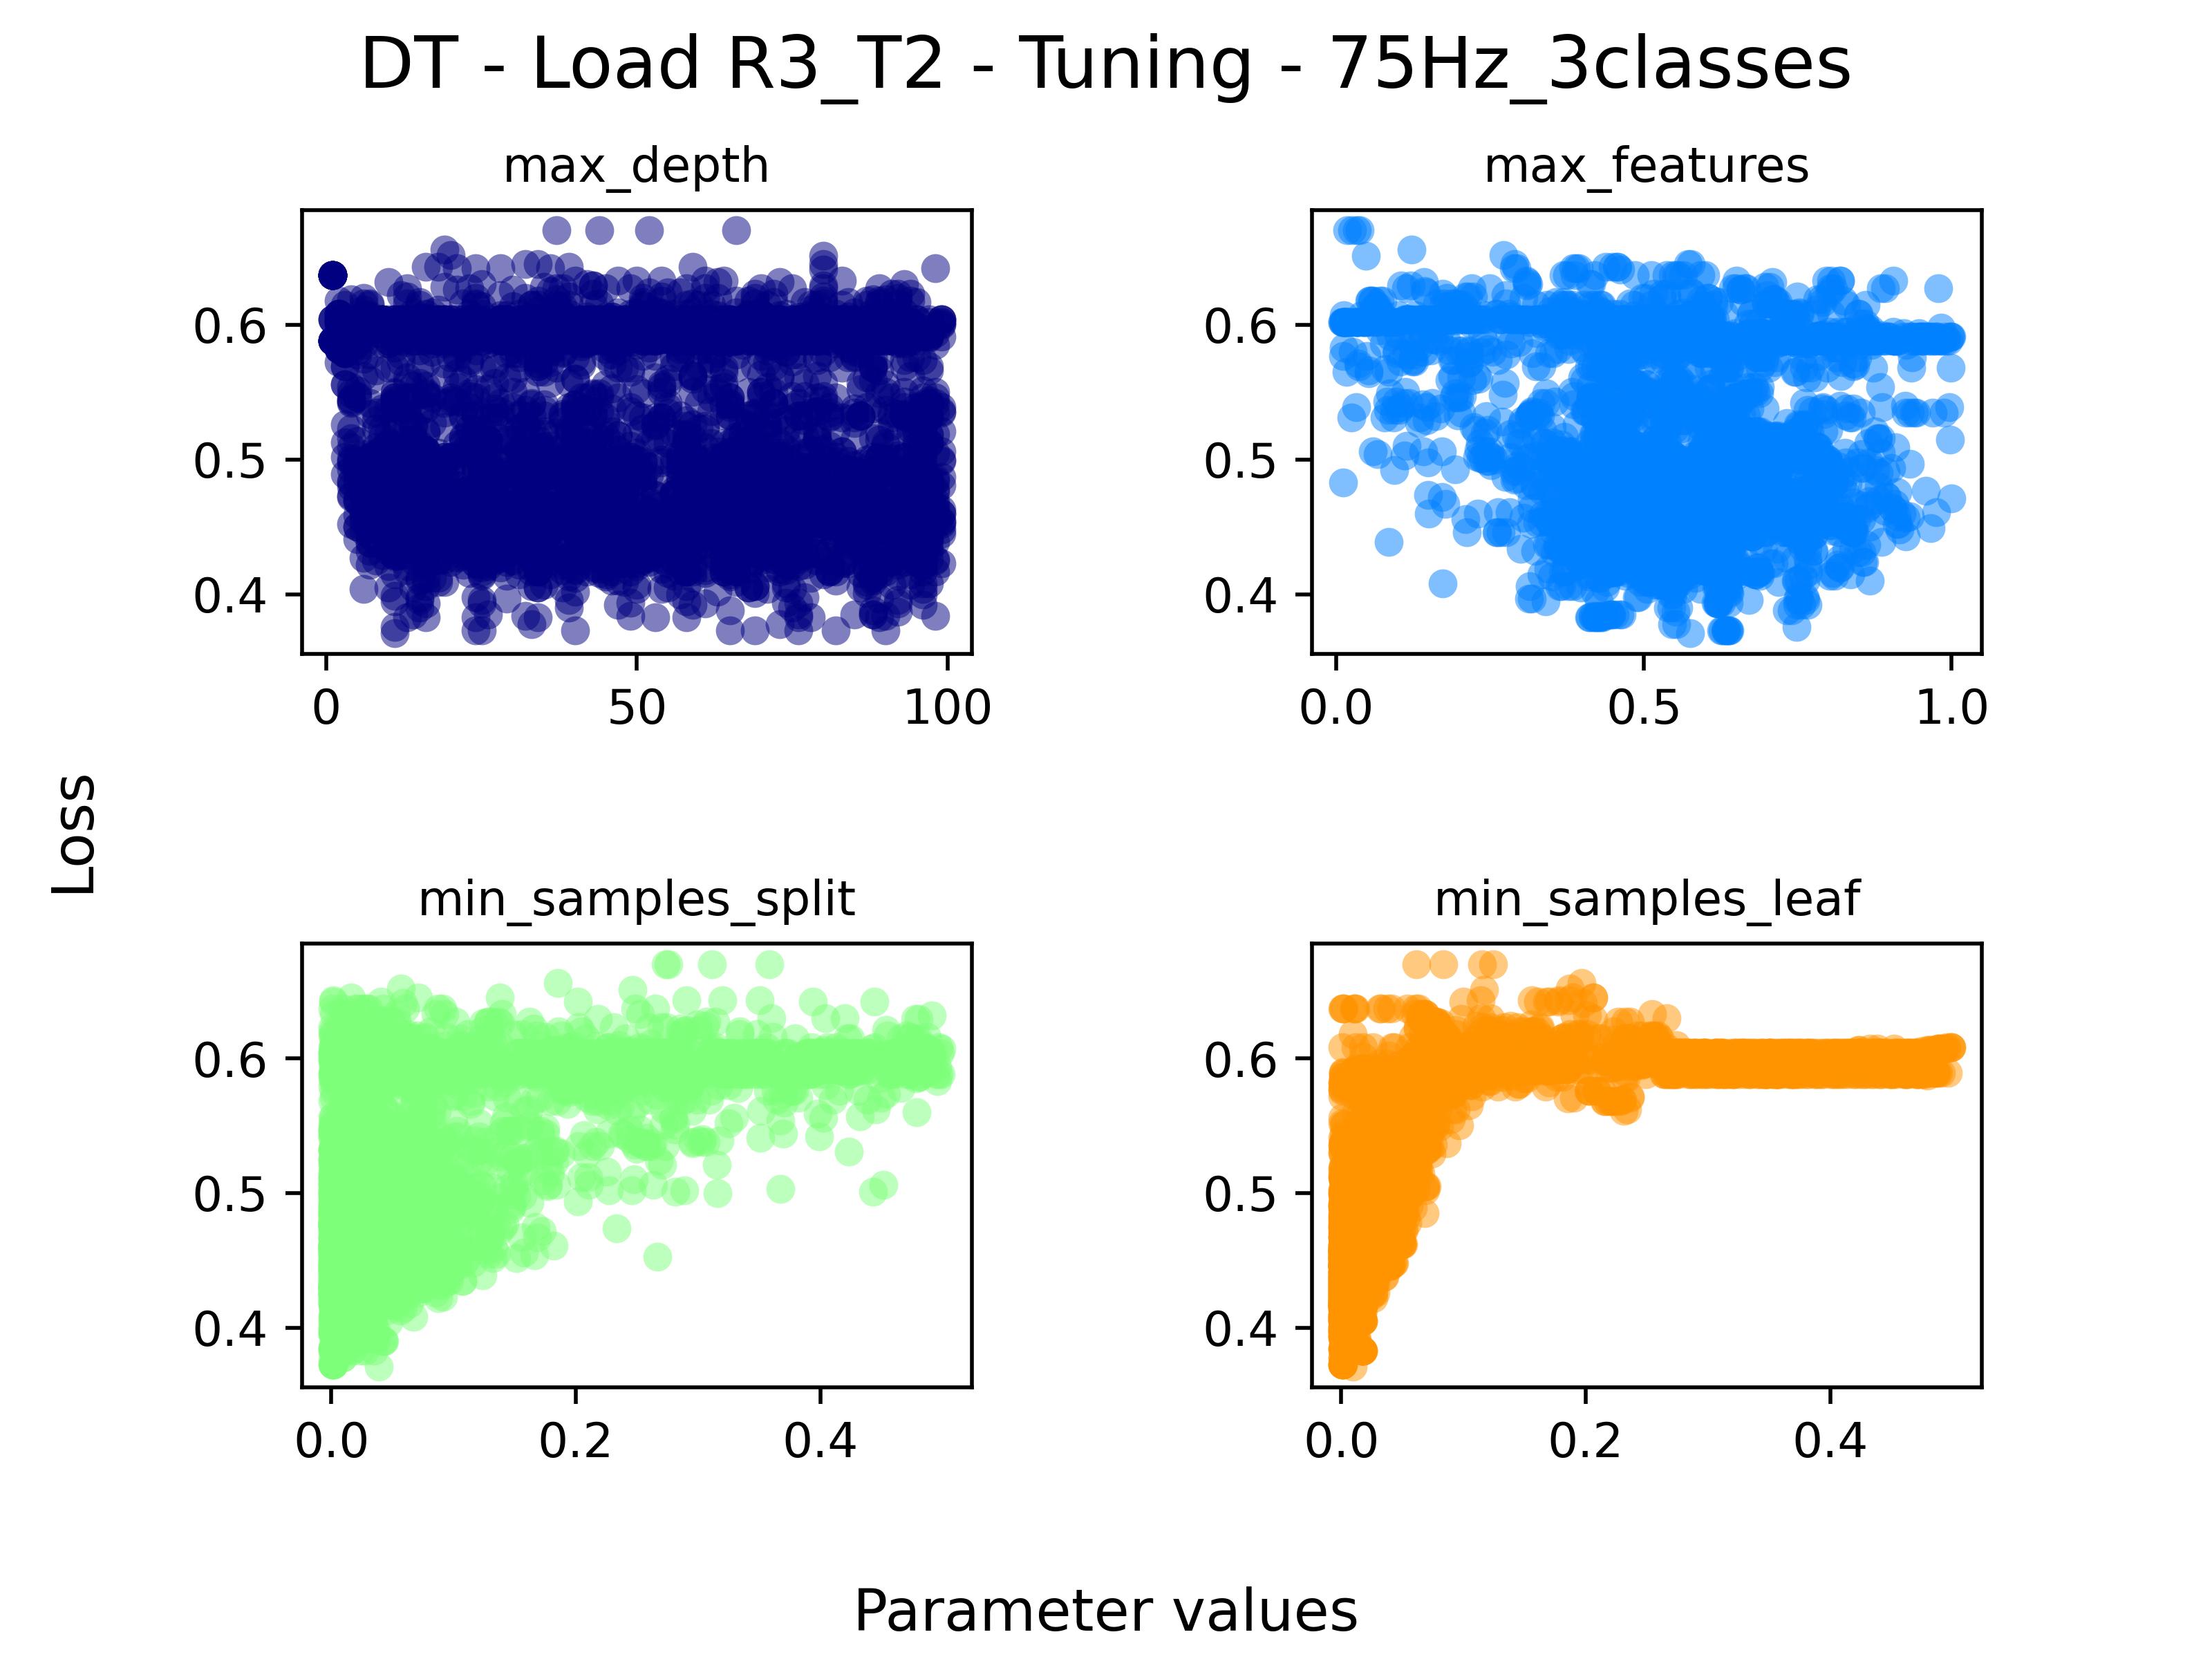 DT - Load R3_T2 - Tuning - 75Hz_3classes
max_depth
max_features
0.6
0.5
0.4
0 50 100
0.6
0.5
0.4
0.0 0.5 1.0
Loss
min_samples_split
min_samples_leaf
0.6
0.5
0.4
0.0 0.2 0.4
0.6
0.5
0.4
0.0 0.2 0.4
Parameter values